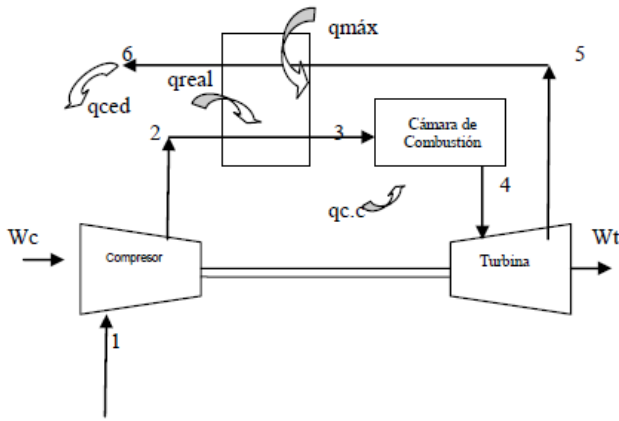 qmáx
6
5
qced
qreal
2
3
Cámara de
Combustión
4
qc.c
Wc
Compresor
Turbina
Wt
1